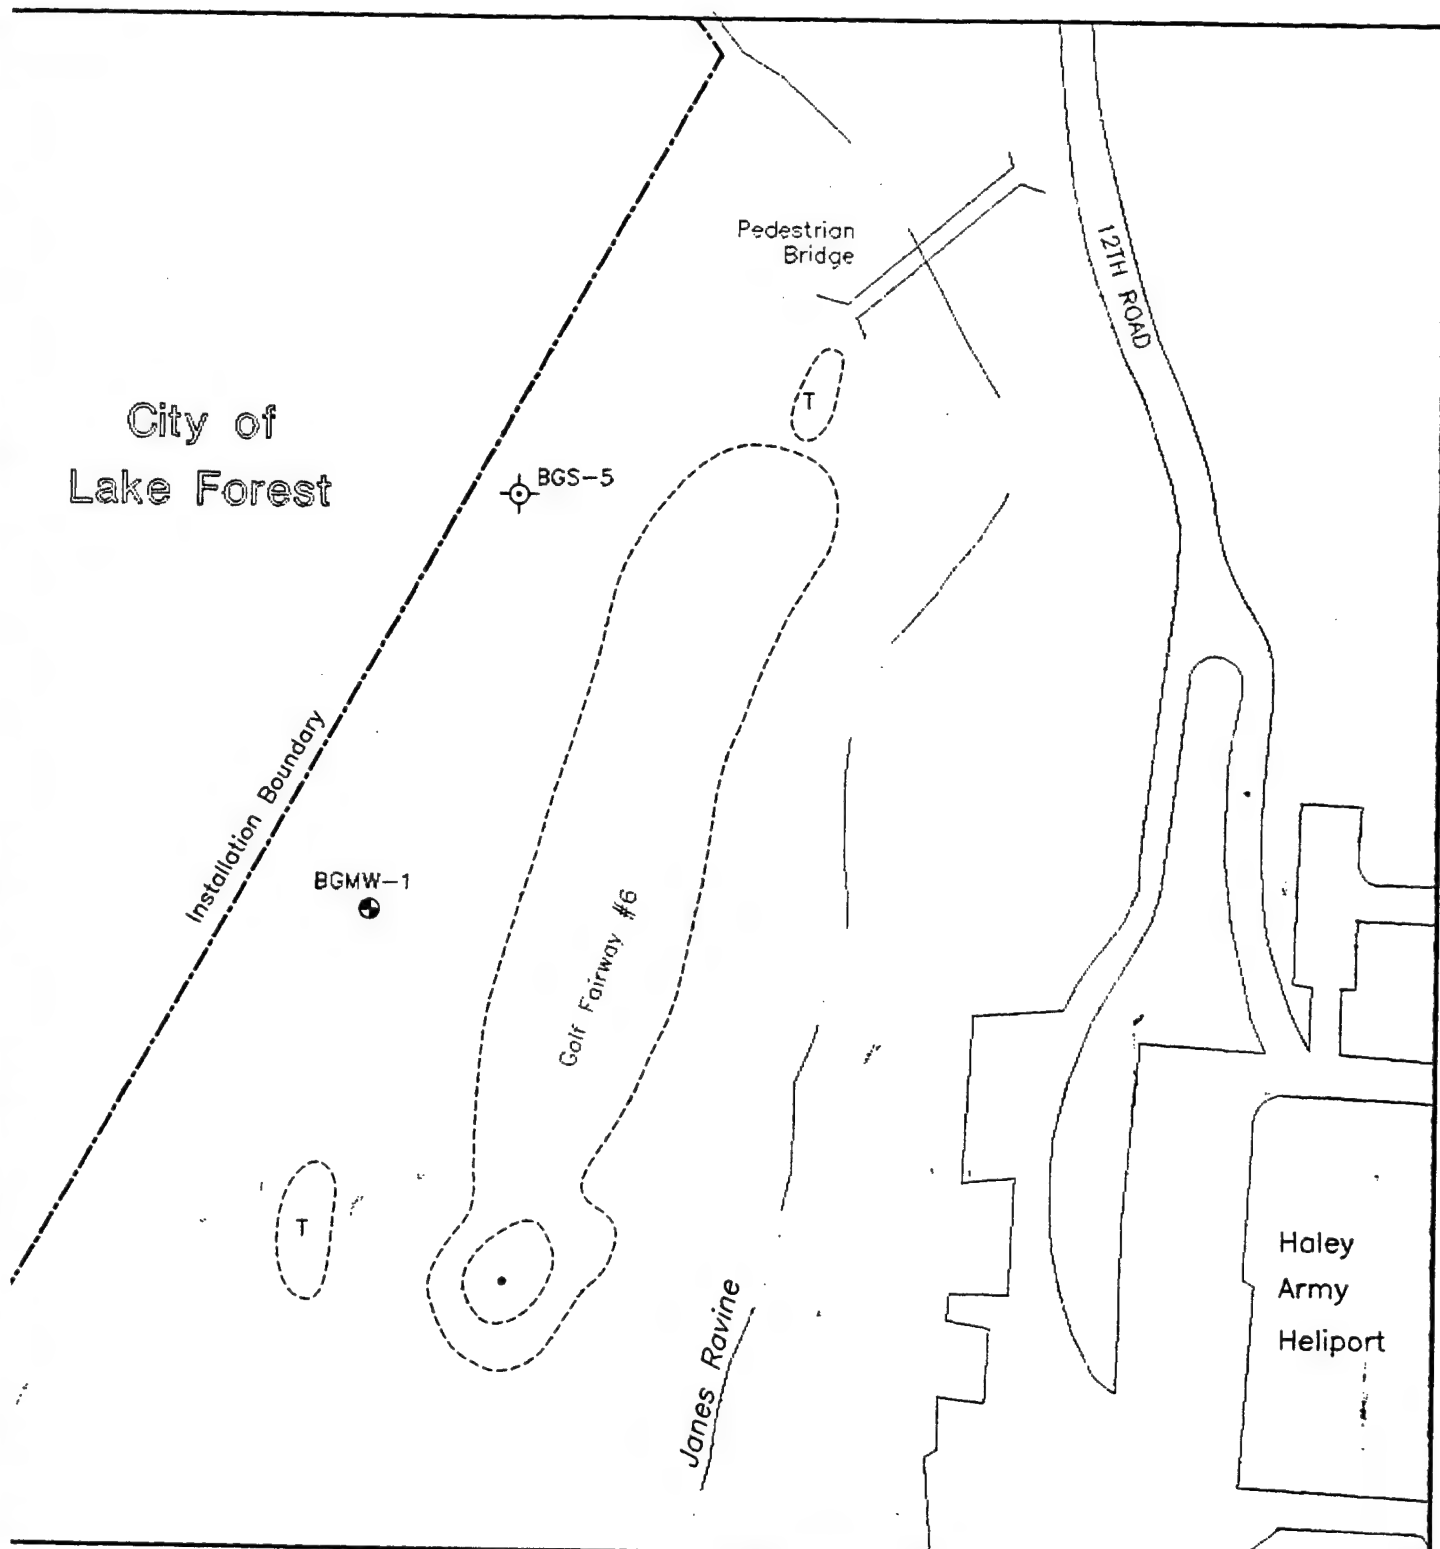 Pedestrian
Bridge
12TH ROAD
T
City of
Lake Forest
BGS-5
Installation Boundary
BGMW-1
Golf Fairway #6
T
Haley
Army
Heliport
Janes Ravine